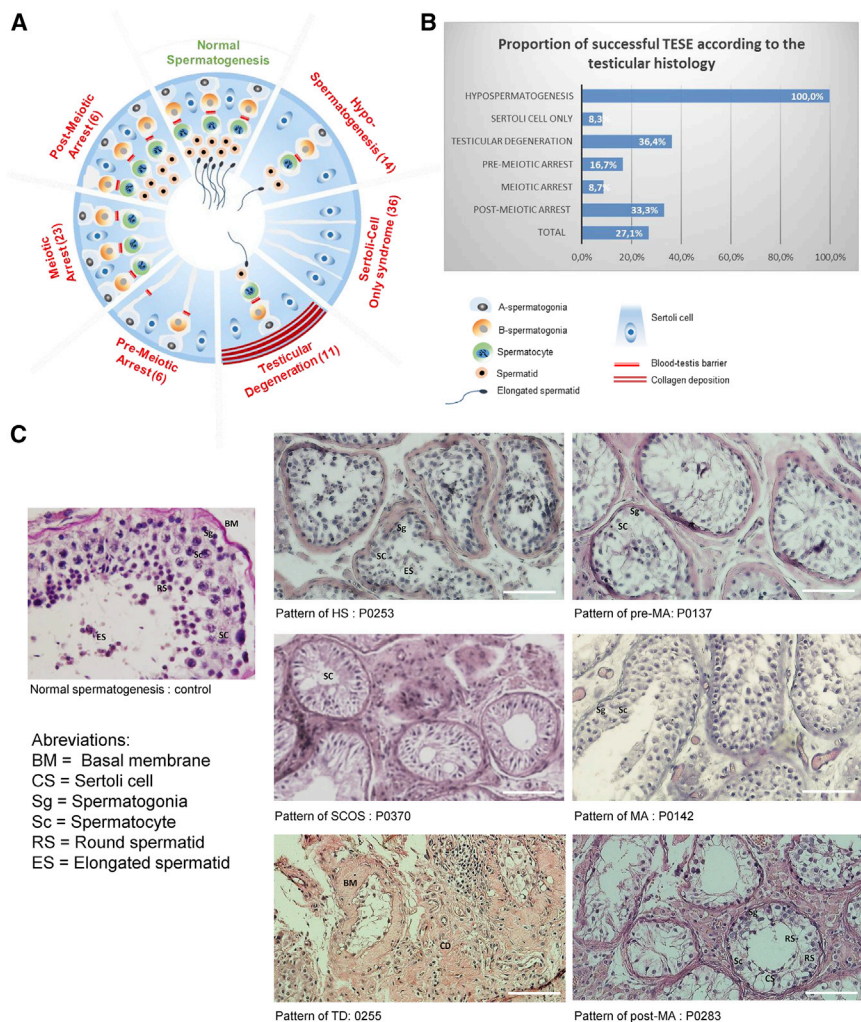 A
Normal
Spermatogenesis
Hypo-
Spermatogenesis (14)
Sertoli-Cell
Only syndrome (36)
Testicular
Degeneration (11)
Pre-Meiotic
Arrest (6)
Meiotic
Arrest (23)
Post-Meiotic
Arrest (6)
B
Proportion of successful TESE according to the
testicular histology
HYPOSPERMATOGENESIS 100,0%
SERTOLI CELL ONLY 8,3%
TESTICULAR DEGENERATION 36,4%
PRE-MEIOTIC ARREST 16,7%
MEIOTIC ARREST 8,7%
POST-MEIOTIC ARREST 33,3%
TOTAL 27,1%
0,0% 20,0% 40,0% 60,0% 80,0% 100,0%
A-spermatogonia
B-spermatogonia
Spermatocyte
Spermatid
Elongated spermatid
Sertoli cell
Blood-testis barrier
Collagen deposition
C
BM
Sg
Sc
RS
ES
SC
Normal spermatogenesis : control
Abreviations:
BM = Basal membrane
CS = Sertoli cell
Sg = Spermatogonia
Sc = Spermatocyte
RS = Round spermatid
ES = Elongated spermatid
Sg
SC
ES
Pattern of HS : P0253
Sg
SC
Pattern of pre-MA: P0137
SC
Pattern of SCOS : P0370
Sg Sc
Pattern of MA : P0142
BM
CD
Pattern of TD: 0255
Sg
RS
Sc
RS
CS
Pattern of post-MA : P0283